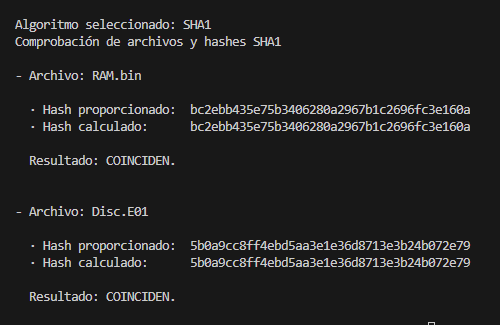 Algoritmo seleccionado: SHA1
Comprobación de archivos y hashes SHA1
- Archivo: RAM.bin
· Hash proporcionado: bc2ebb435e75b3406280a2967b1c2696fc3e160a
· Hash calculado: bc2ebb435e75b3406280a2967b1c2696fc3e160a
Resultado: COINCIDEN.
- Archivo: Disc.E01
· Hash proporcionado: 5b0a9cc8ff4ebd5aa3e1e36d8713e3b24b072e79
· Hash calculado: 5b0a9cc8ff4ebd5aa3e1e36d8713e3b24b072e79
Resultado: COINCIDEN.